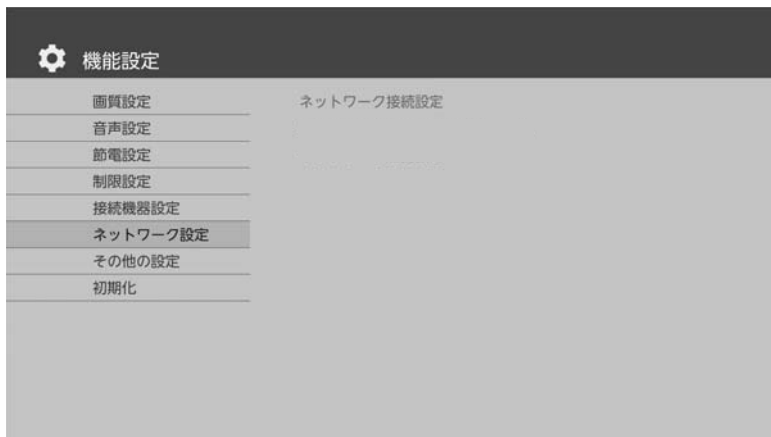 機能設定
画質設定
音声設定
節電設定
制限設定
接続機器設定
ネットワーク設定
その他の設定
初期化
ネットワーク接続設定